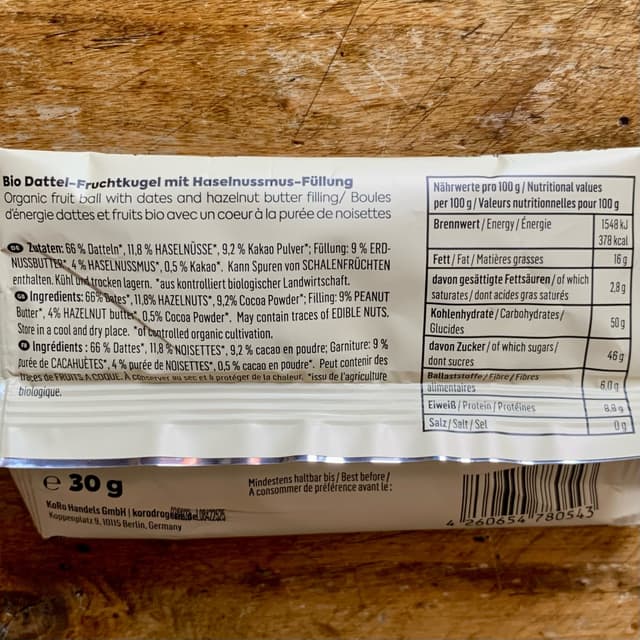 Bio Dattel-Fruchtkugel mit Haselnussmus-Füllung
Organic fruit ball with dates and hazelnut butter filling/ Boules
d'énergie dattes et fruits bio avec un coeur à la purée de noisettes
Zutaten: 66 % Datteln*, 11,8 % HASELNÜSSE*, 9,2 % Kakao Pulver*; Füllung: 9 % ERD-
NUSSBUTTER*, 4 % HASELNUSSMUS*, 0,5 % Kakao*. Kann Spuren von SCHALENFRÜCHTEN
enthalten. Kühl und trocken lagern. *aus kontrolliert biologischer Landwirtschaft.
Ingredients: 66% Dates*, 11,8% HAZELNUTS*, 9,2% Cocoa Powder*; Filling: 9% PEANUT
Butter*, 4% HAZELNUT butter* 0,5% Cocoa Powder*. May contain traces of EDIBLE NUTS.
Store in a cool and dry place. *of controlled organic cultivation.
Ingrédients : 66 % Dattes*, 11,8 % NOISETTES*, 9,2 % cacao en poudre; Garniture: 9 %
purée de CACAHUÈTES*, 4 % purée de NOISETTES*, 0,5 % cacao en poudre*. Peut contenir des
traces de FRUITS A COQUE. À conserver au sec et à protéger de la chaleur. *issu de l'agriculture
biologique.
Nährwerte pro 100 g / Nutritional values
per 100 g / Valeurs nutritionnelles pour 100 g
Brennwert / Energy / Énergie 1548 kJ
378 kcal
Fett / Fat / Matières grasses 16 g
davon gesättigte Fettsäuren / of which
saturates / dont acides gras saturés 2,8 g
Kohlenhydrate / Carbohydrates /
Glucides 50 g
davon Zucker / of which sugars /
dont sucres 46 g
Ballaststoffe / Fibre / Fibres
alimentaires 6,0 g
Eiweiß / Protein / Protéines 8,8 g
Salz / Salt / Sel 0 g
e 30 g
KoRo Handels GmbH | korodrogerie.de
Koppenplatz 9, 10115 Berlin, Germany
Mindestens haltbar bis / Best before /
A consommer de préférence avant le :
4 260654 780543